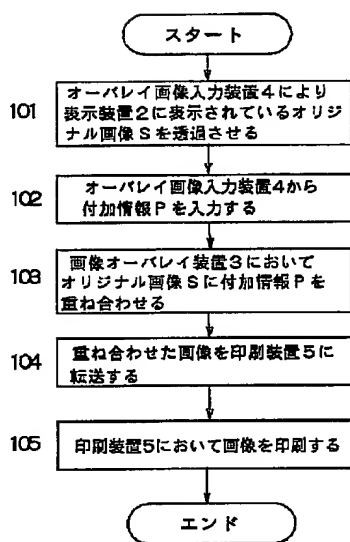 スタート
101
オーバレイ画像入力装置4により
表示装置2に表示されているオリジ
ナル画像Sを透過させる
102
オーバレイ画像入力装置4から
付加情報Pを入力する
103
画像オーバレイ装置3において
オリジナル画像Sに付加情報Pを
重ね合わせる
104
重ね合わせた画像を印刷装置5に
転送する
105
印刷装置5において画像を印刷する
エンド